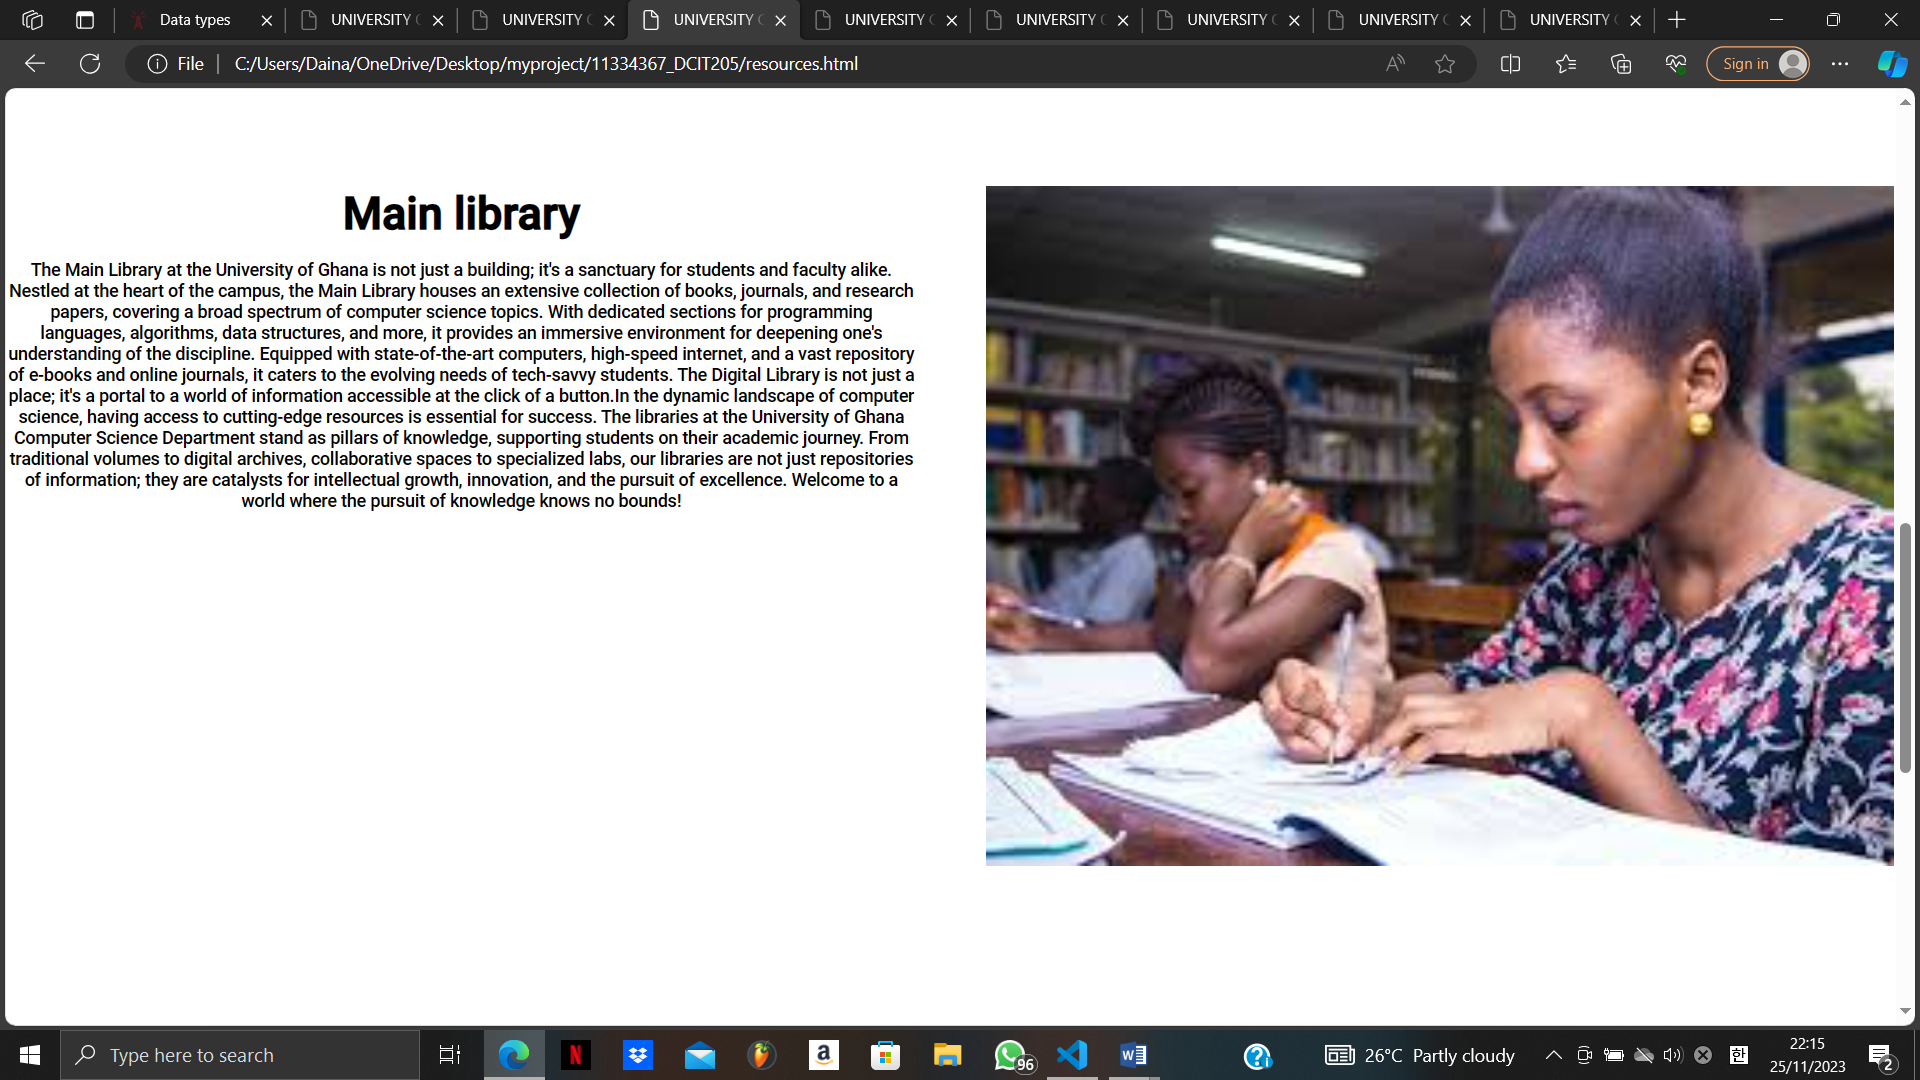 Data types
UNIVERSITY
UNIVERSITY
UNIVERSITY
UNIVERSITY
UNIVERSITY
UNIVERSITY
UNIVERSITY
UNIVERSITY
File
C:/Users/Daina/OneDrive/Desktop/myproject/11334367_DCIT205/resources.html
Sign in
Main library
The Main Library at the University of Ghana is not just a building; it's a sanctuary for students and faculty alike.
Nestled at the heart of the campus, the Main Library houses an extensive collection of books, journals, and research
papers, covering a broad spectrum of computer science topics. With dedicated sections for programming
languages, algorithms, data structures, and more, it provides an immersive environment for deepening one's
understanding of the discipline. Equipped with state-of-the-art computers, high-speed internet, and a vast repository
of e-books and online journals, it caters to the evolving needs of tech-savvy students. The Digital Library is not just a
place; it's a portal to a world of information accessible at the click of a button.In the dynamic landscape of computer
science, having access to cutting-edge resources is essential for success. The libraries at the University of Ghana
Computer Science Department stand as pillars of knowledge, supporting students on their academic journey. From
traditional volumes to digital archives, collaborative spaces to specialized labs, our libraries are not just repositories
of information; they are catalysts for intellectual growth, innovation, and the pursuit of excellence. Welcome to a
world where the pursuit of knowledge knows no bounds!
Type here to search
96
26°C Partly cloudy
한
22:15
25/11/2023
2